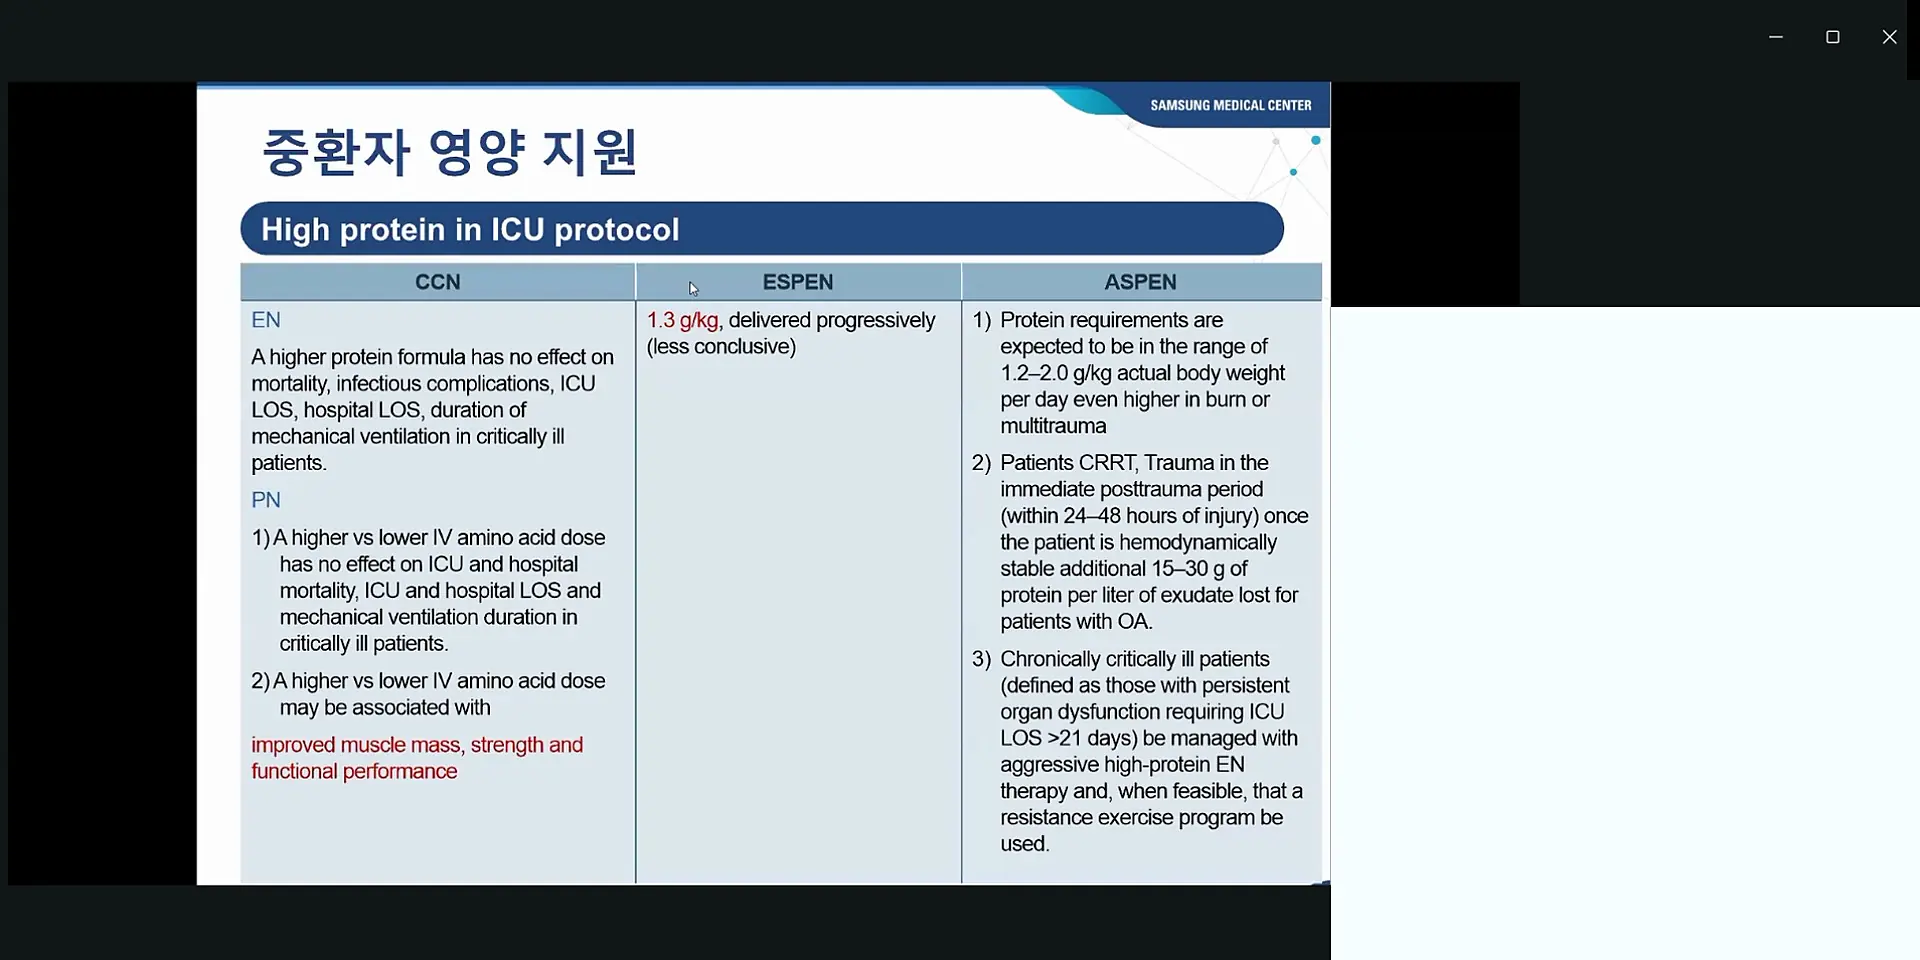 SAMSUNG MEDICAL CENTER
중환자 영양 지원
High protein in ICU protocol
CCN
EN
A higher protein formula has no effect on
mortality, infectious complications, ICU
LOS, hospital LOS, duration of
mechanical ventilation in critically ill
patients.
PN
1) A higher vs lower IV amino acid dose
has no effect on ICU and hospital
mortality, ICU and hospital LOS and
mechanical ventilation duration in
critically ill patients.
2) A higher vs lower IV amino acid dose
may be associated with
improved muscle mass, strength and
functional performance
ESPEN
1.3 g/kg, delivered progressively
(less conclusive)
ASPEN
1) Protein requirements are
expected to be in the range of
1.2–2.0 g/kg actual body weight
per day even higher in burn or
multitrauma
2) Patients CRRT, Trauma in the
immediate posttrauma period
(within 24–48 hours of injury) once
the patient is hemodynamically
stable additional 15–30 g of
protein per liter of exudate lost for
patients with OA.
3) Chronically critically ill patients
(defined as those with persistent
organ dysfunction requiring ICU
LOS >21 days) be managed with
aggressive high-protein EN
therapy and, when feasible, that a
resistance exercise program be
used.